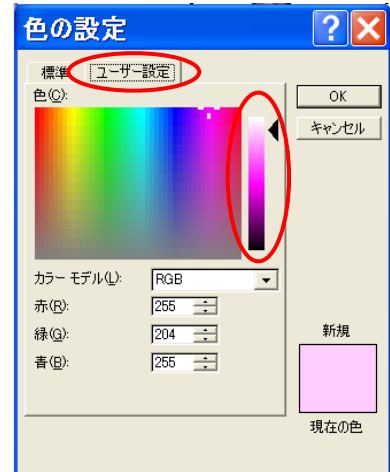 色の設定
標準 ユーザー設定
色(C):
OK
キャンセル
カラー モデル(L): RGB
赤(R): 255
緑(G): 204
青(B): 255
新規
現在の色